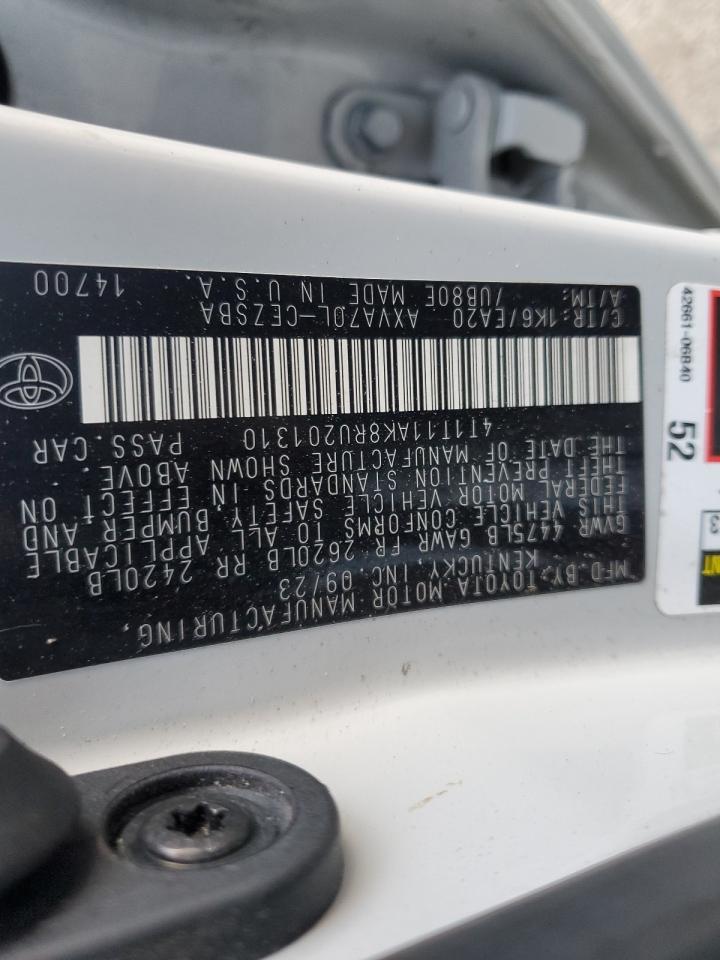 MFD.BY: TOYOTA MOTOR MANUFACTURING,
KENTUCKY, INC 09/23
GVWR 4475LB GAWR FR 2620LB RR 2420LB
THIS VEHICLE CONFORMS TO ALL APPLICABLE
FEDERAL MOTOR VEHICLE SAFETY BUMPER AND
THEFT PREVENTION STANDARDS IN EFFECT ON
THE DATE OF MANUFACTURE SHOWN ABOVE
4T1T11AK8RU201310 PASS.CAR
C/TR: 1K6/EA20 AXVA70L-CEZSBA
A/TM: /UB80E MADE IN U.S.A 14700
42661-06B40
52